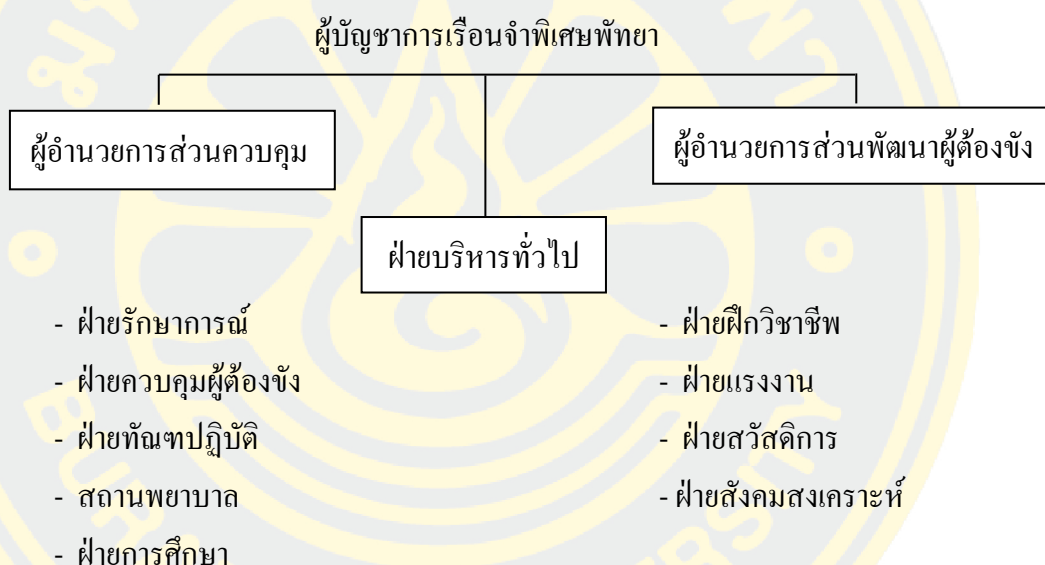 ผู้บัญชาการเรือนจำพิเศษพัทยา
ผู้อำนวยการส่วนควบคุม
ผู้อำนวยการส่วนพัฒนาผู้ต้องขัง
ฝ่ายบริหารทั่วไป
- ฝ่ายรักษาการณ์
- ฝ่ายควบคุมผู้ต้องขัง
- ฝ่ายทัณฑปฏิบัติ
- สถานพยาบาล
- ฝ่ายการศึกษา
- ฝ่ายฝึกวิชาชีพ
- ฝ่ายแรงงาน
- ฝ่ายสวัสดิการ
- ฝ่ายสังคมสงเคราะห์